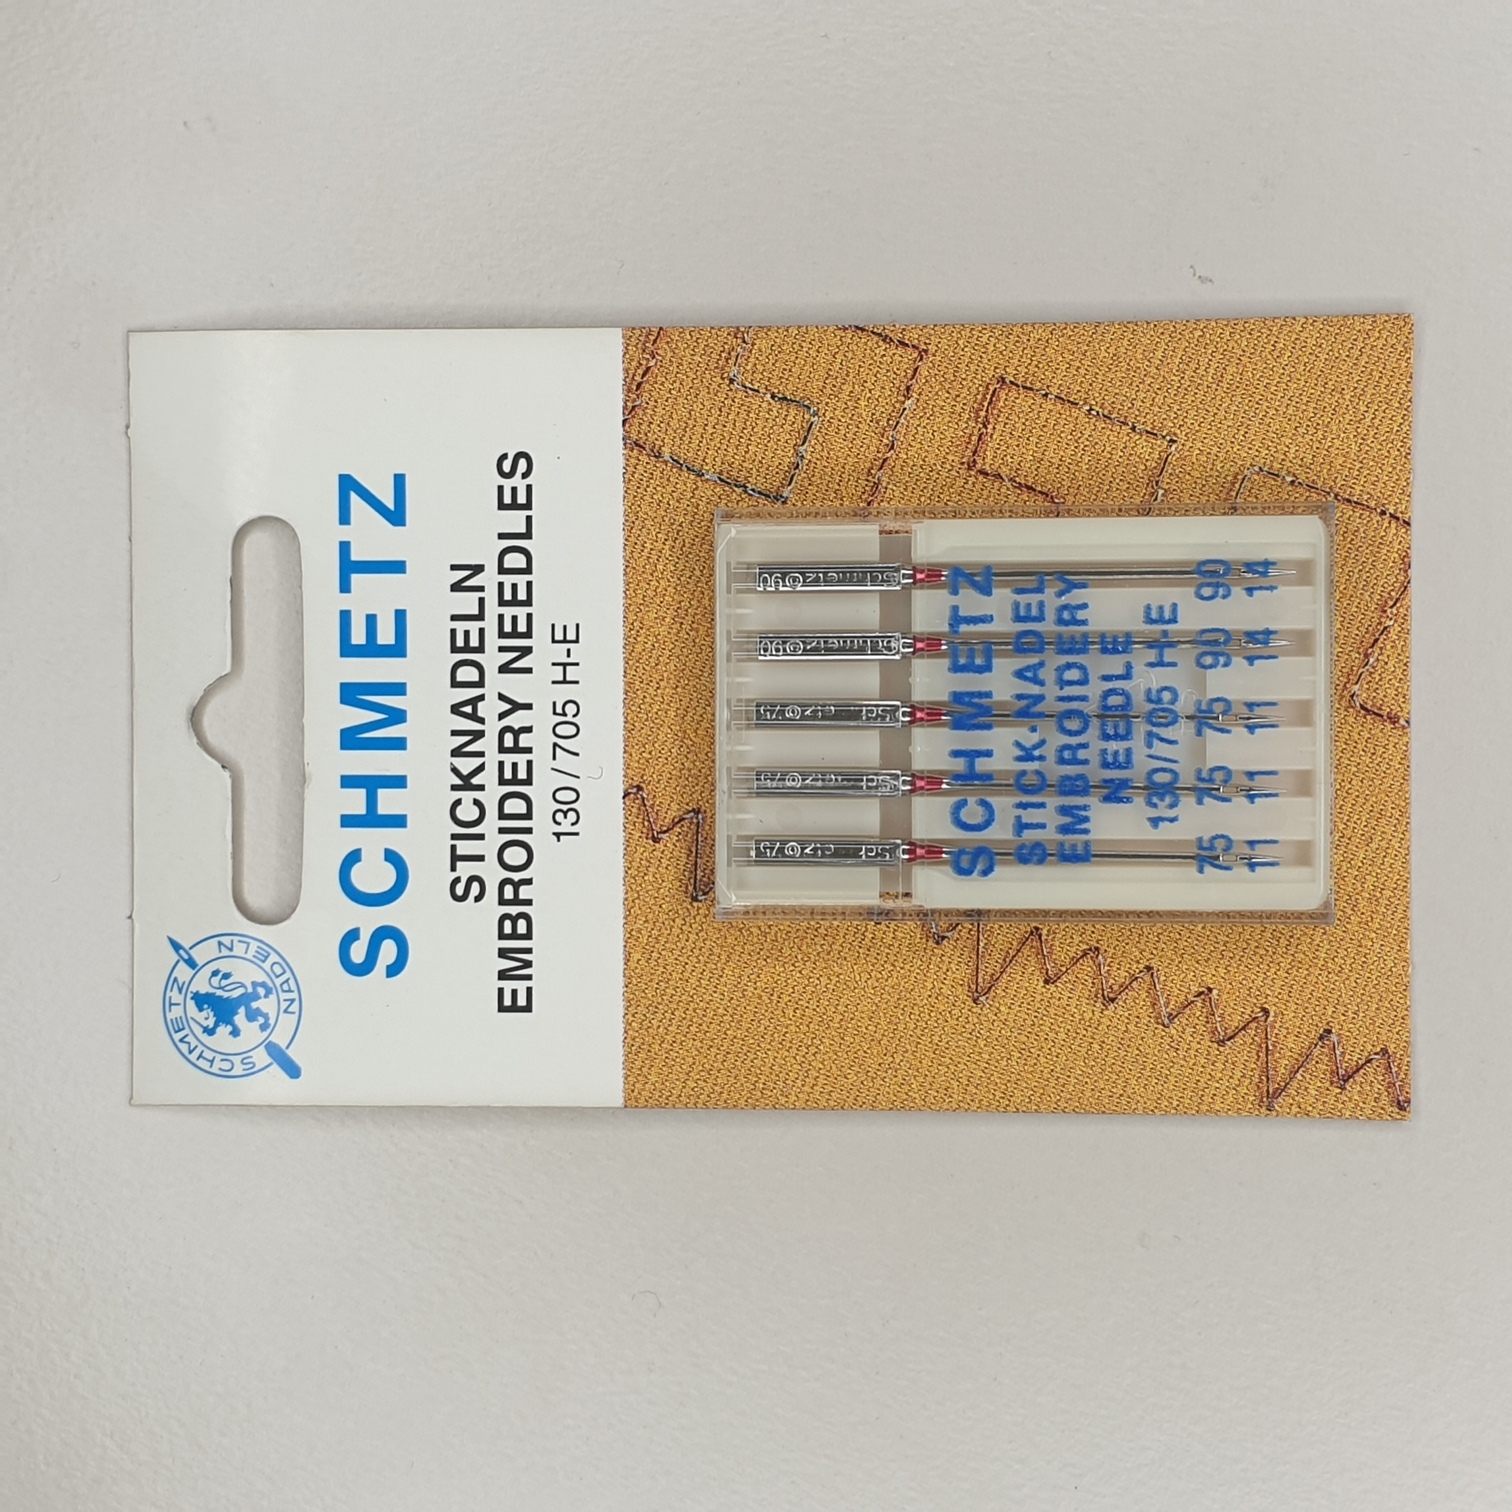 SCHMETZ NADELN SCHMETZ
SCHMETZ
STICKNADELN
EMBROIDERY NEEDLES
130/705 H-E
SCHMETZ
STICK-NADEL
EMBROIDERY
NEEDLE
130/705 H-E
75 75 75 90 90
11 11 11 14 14